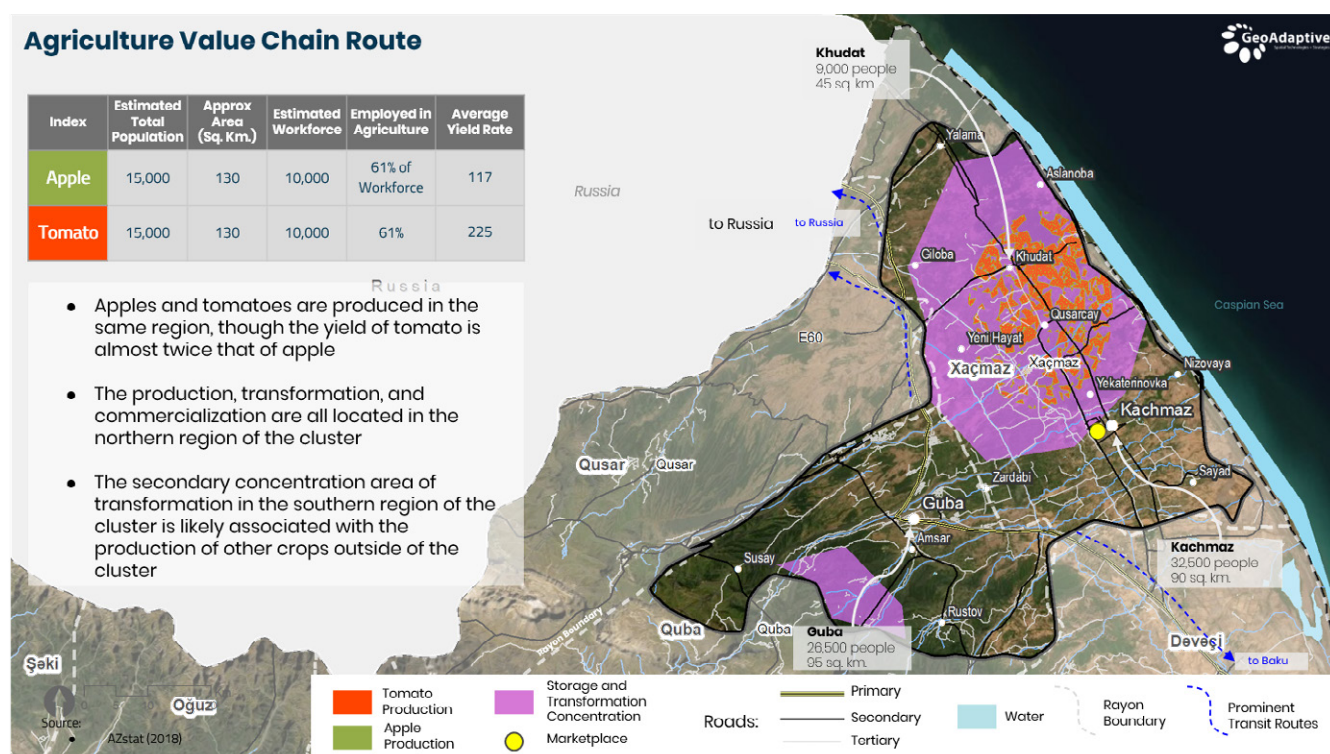 Agriculture Value Chain Route
GeoAdaptive
Index
Estimated Total Population
Approx Area (Sq. Km.)
Estimated Workforce
Employed in Agriculture
Average Yield Rate
Apple
15,000
130
10,000
61% of Workforce
117
Tomato
15,000
130
10,000
61%
225
● Apples and tomatoes are produced in the
same region, though the yield of tomato is
almost twice that of apple
● The production, transformation, and
commercialization are all located in the
northern region of the cluster
● The secondary concentration area of
transformation in the southern region of the
cluster is likely associated with the
production of other crops outside of the
cluster
Khudat
9,000 people
45 sq. km.
Russia
Russia
to Russia
to Russia
Yalama
Aslanoba
Giloba
Khudat
Caspian Sea
E60
Qusarcay
Yeni Hayat
Xaçmaz
Xaçmaz
Nizovaya
Yekaterinovka
Kachmaz
Qusar
Qusar
Zardabi
Sayad
Guba
Amsar
Susay
Kachmaz
32,500 people
90 sq. km.
Rustov
Rayon Boundary
Quba
Quba
Guba
26,500 people
95 sq. km.
Dəvəçi
to Baku
Şəki
Oğuz
Source:
● AZstat (2018)
Tomato
Production
Apple
Production
Storage and
Transformation
Concentration
Marketplace
Roads:
Primary
Secondary
Tertiary
Water
Rayon
Boundary
Prominent
Transit Routes